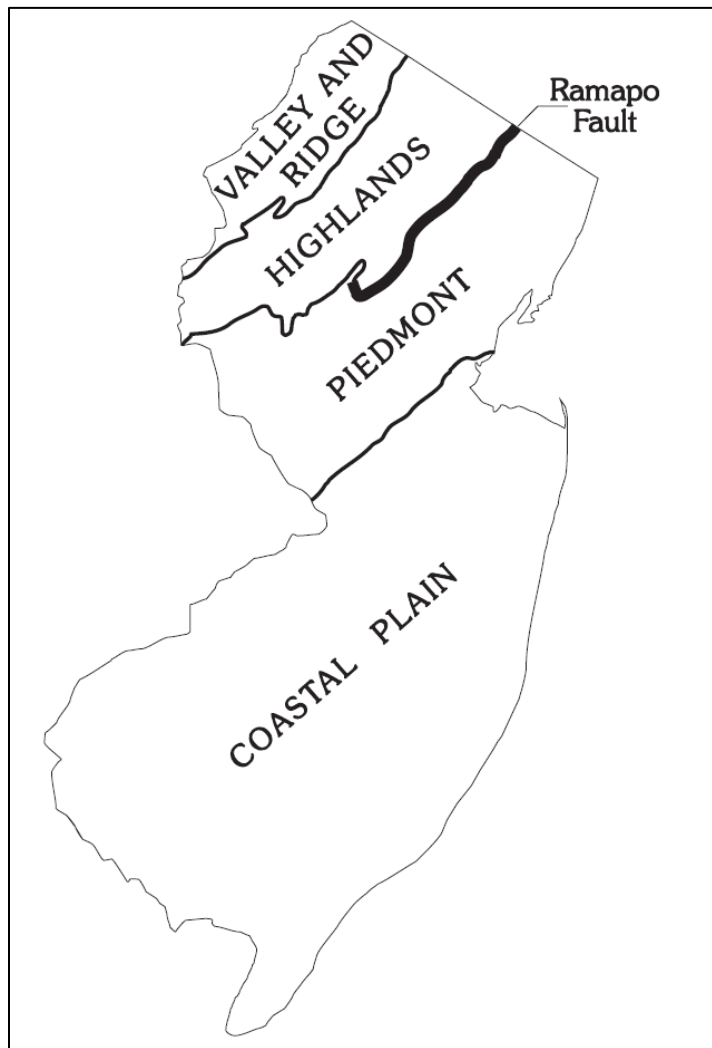 VALLEY AND
RIDGE
Ramapo
Fault
HIGHLANDS
PIEDMONT
COASTAL PLAIN